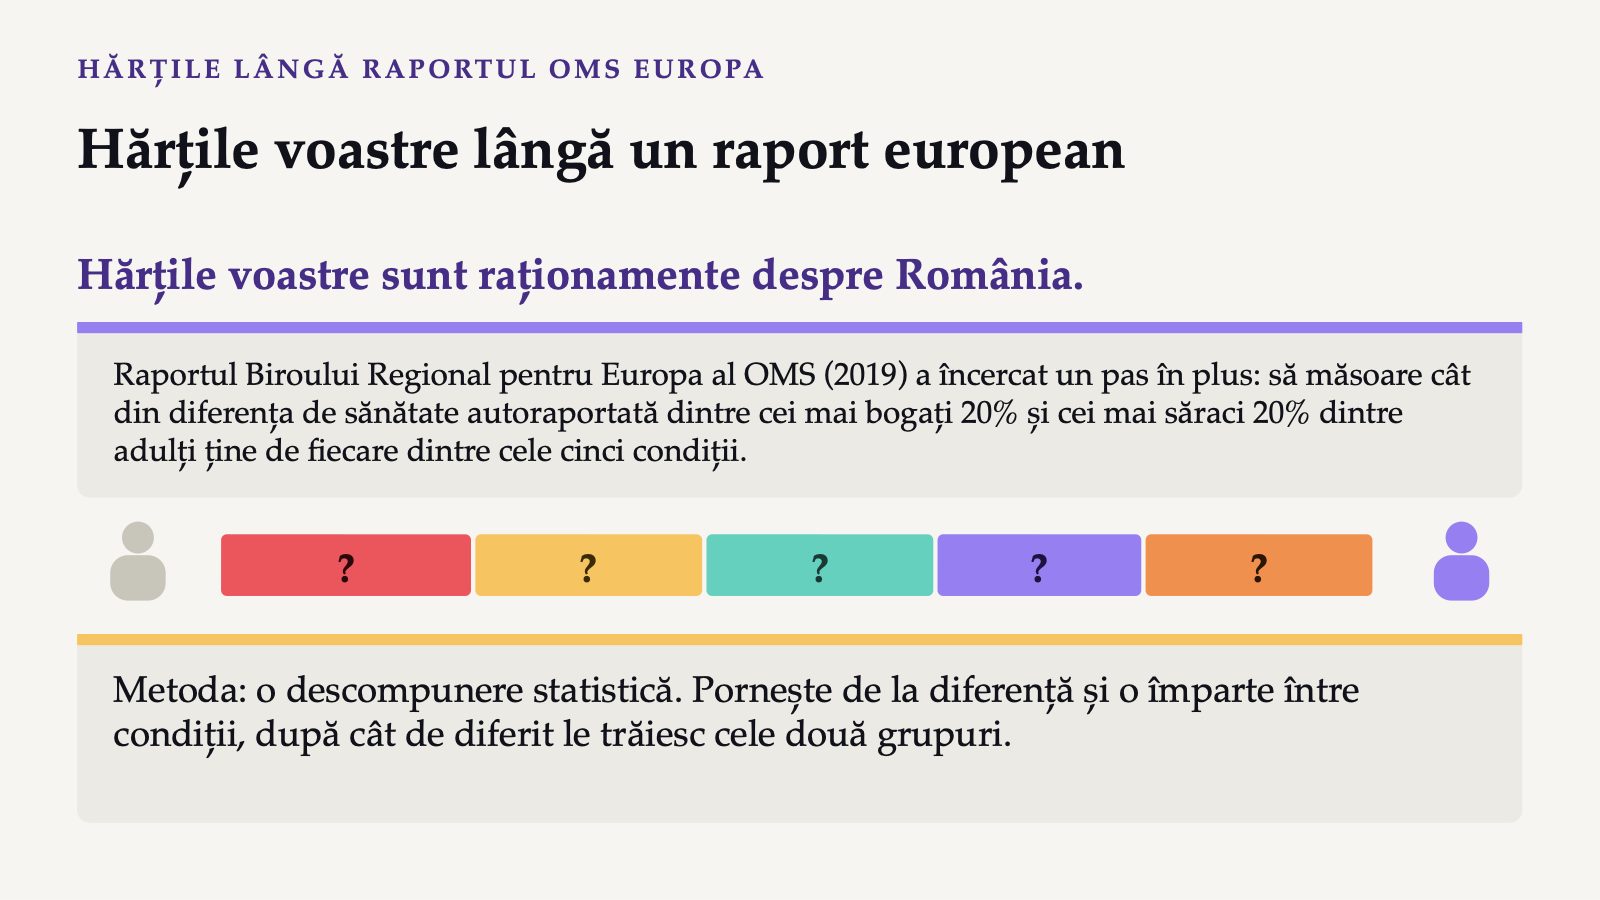 HĂRȚILE LÂNGĂ RAPORTUL OMS EUROPA
Hărțile voastre lângă un raport european
Hărțile voastre sunt raționamente despre România.
Raportul Biroului Regional pentru Europa al OMS (2019) a încercat un pas în plus: să măsoare cât
din diferența de sănătate autoraportată dintre cei mai bogați 20% și cei mai săraci 20% dintre
adulți ține de fiecare dintre cele cinci condiții.
? ? ? ? ?
Metoda: o descompunere statistică. Pornește de la diferență și o împarte între
condiții, după cât de diferit le trăiesc cele două grupuri.